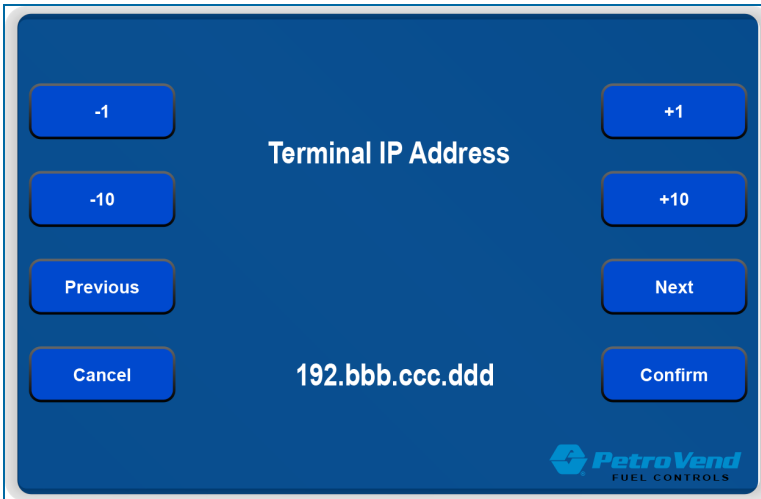 -1
+1
Terminal IP Address
-10
+10
Previous
Next
Cancel
192.bbb.ccc.ddd
Confirm
PetroVend
FUEL CONTROLS